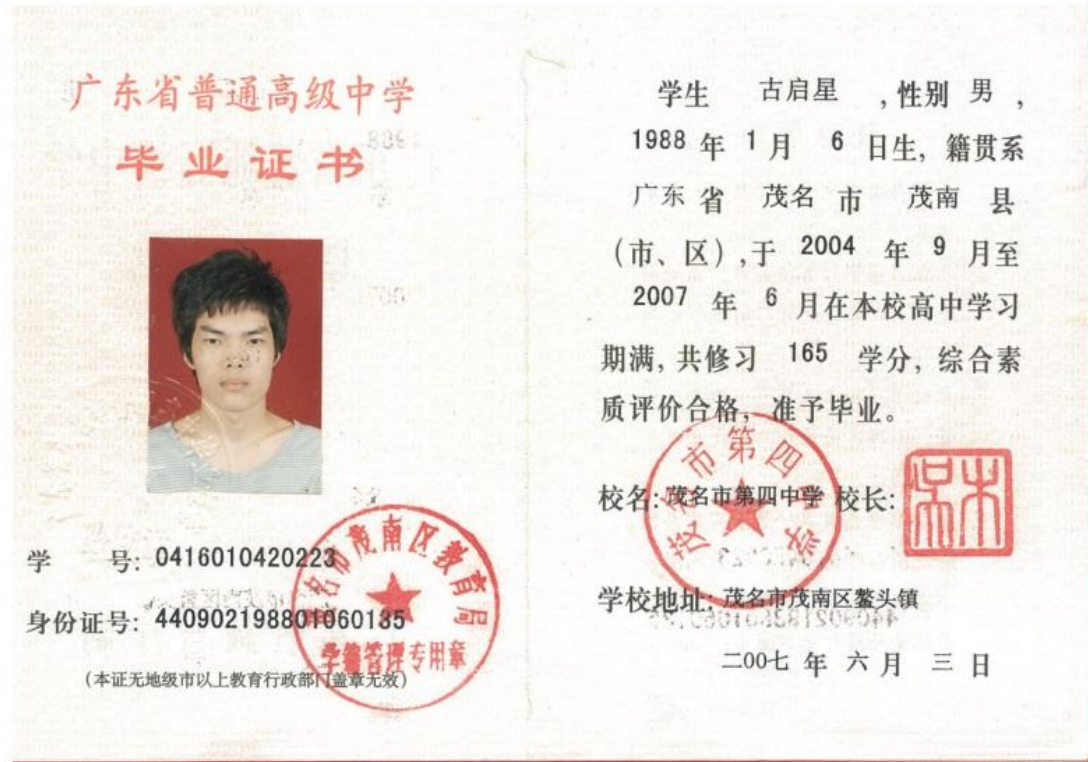 广东省普通高级中学
毕业证书
学 号: 0416010420223
身份证号: 440902198801060135
(本证无地级市以上教育行政部门盖章无效)
茂名市茂南区教育局
学籍管理专用章
学生 古启星 ,性别 男 ,
1988 年 1 月 6 日生, 籍贯系
广东 省 茂名 市 茂南 县
(市、区),于 2004 年 9 月至
2007 年 6 月在本校高中学习
期满, 共修习 165 学分, 综合素
质评价合格, 准予毕业。
茂名市第四中学
校名: 茂名市第四中学 校长:
学校地址: 茂名市茂南区鳌头镇
二00七 年 六 月 三 日